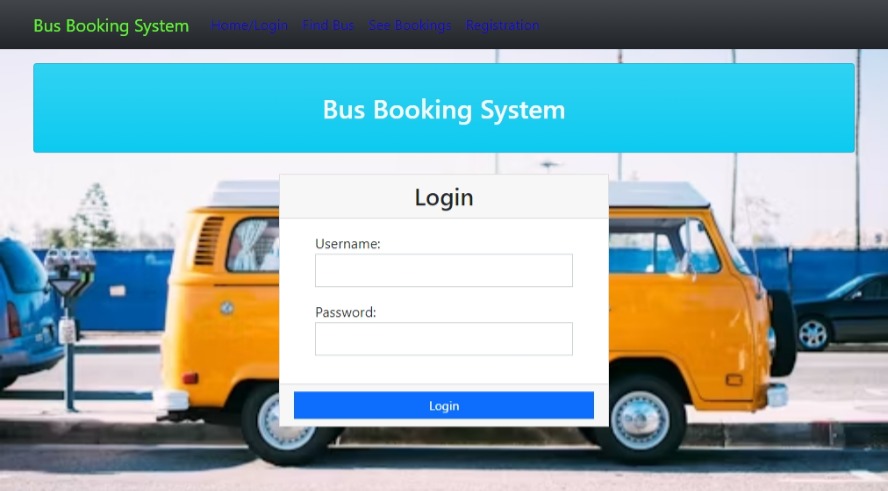 Bus Booking System Home/Login Find Bus See Bookings Registration
Bus Booking System
Login
Username:
Password:
Login